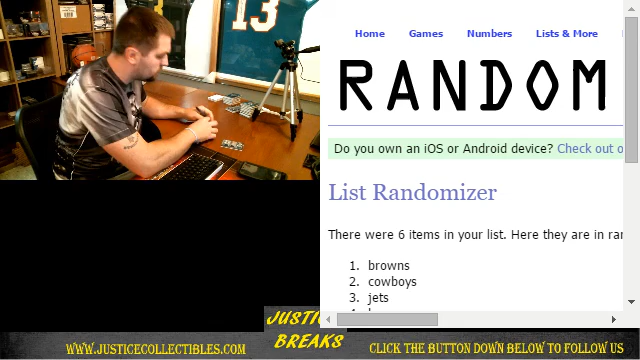 13
Home Games Numbers Lists & More
RANDOM
Do you own an iOS or Android device? Check out o
List Randomizer
There were 6 items in your list. Here they are in rar
1. browns
2. cowboys
3. jets
JUSTIC
BREAKS
WWW.JUSTICECOLLECTIBLES.COM
CLICK THE BUTTON DOWN BELOW TO FOLLOW US